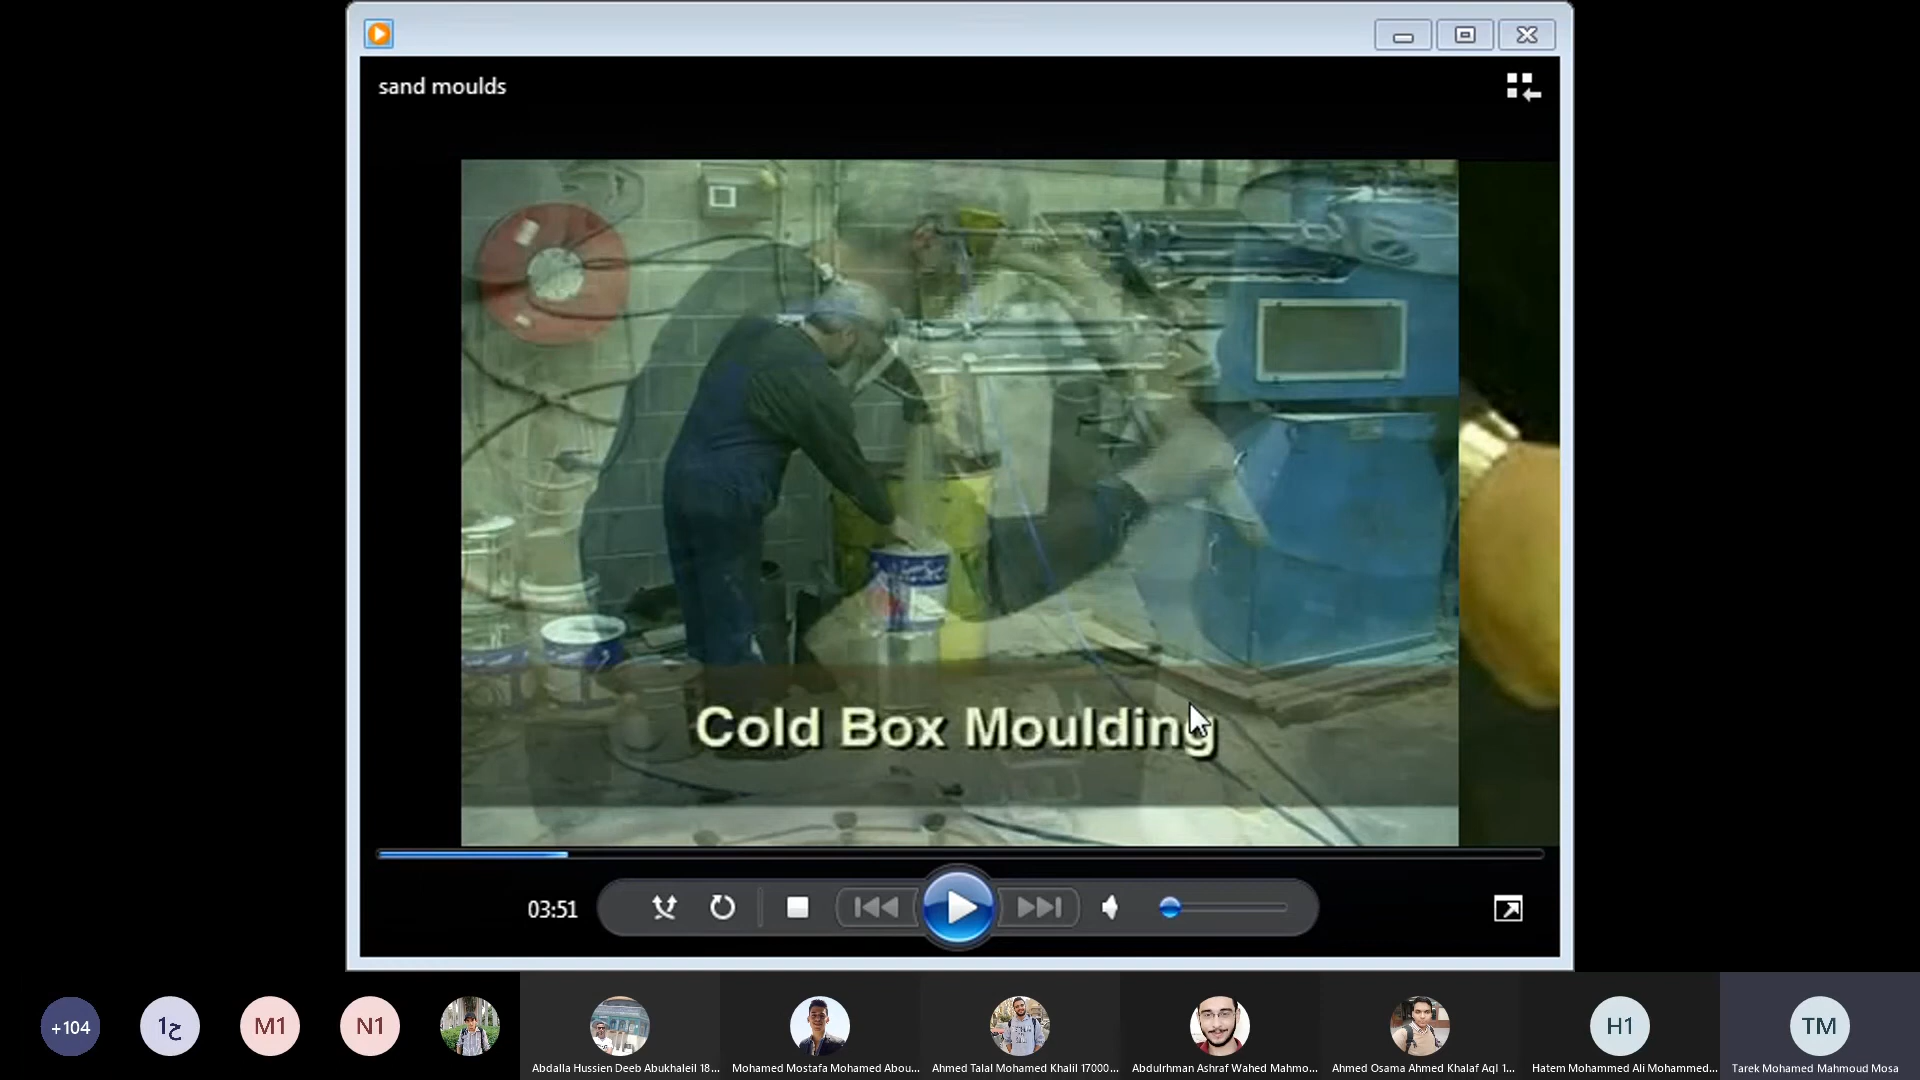 sand moulds
Cold Box Moulding
03:51
+104
ح1
M1
N1
H1
TM
Abdalla Hussien Deeb Abukhaleil 18...
Mohamed Mostafa Mohamed Abou...
Ahmed Talal Mohamed Khalil 17000...
Abdulrhman Ashraf Wahed Mahmo...
Ahmed Osama Ahmed Khalaf Aql 1...
Hatem Mohammed Ali Mohammed...
Tarek Mohamed Mahmoud Mosa